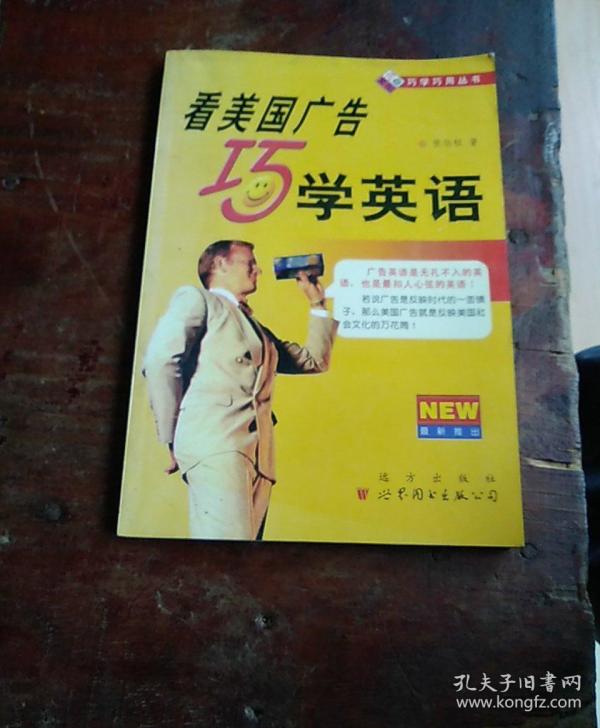 巧学巧用丛书
看美国广告
著
巧学英语
广告英语是无孔不入的英
语、也是最扣人心弦的英语！
若说广告是反映时代的一面镜
子、那么美国广告就是反映美国社
会文化的万花筒！
NEW
最新推出
远方出版社
世界图书出版公司
孔夫子旧书网
www.kongfz.com